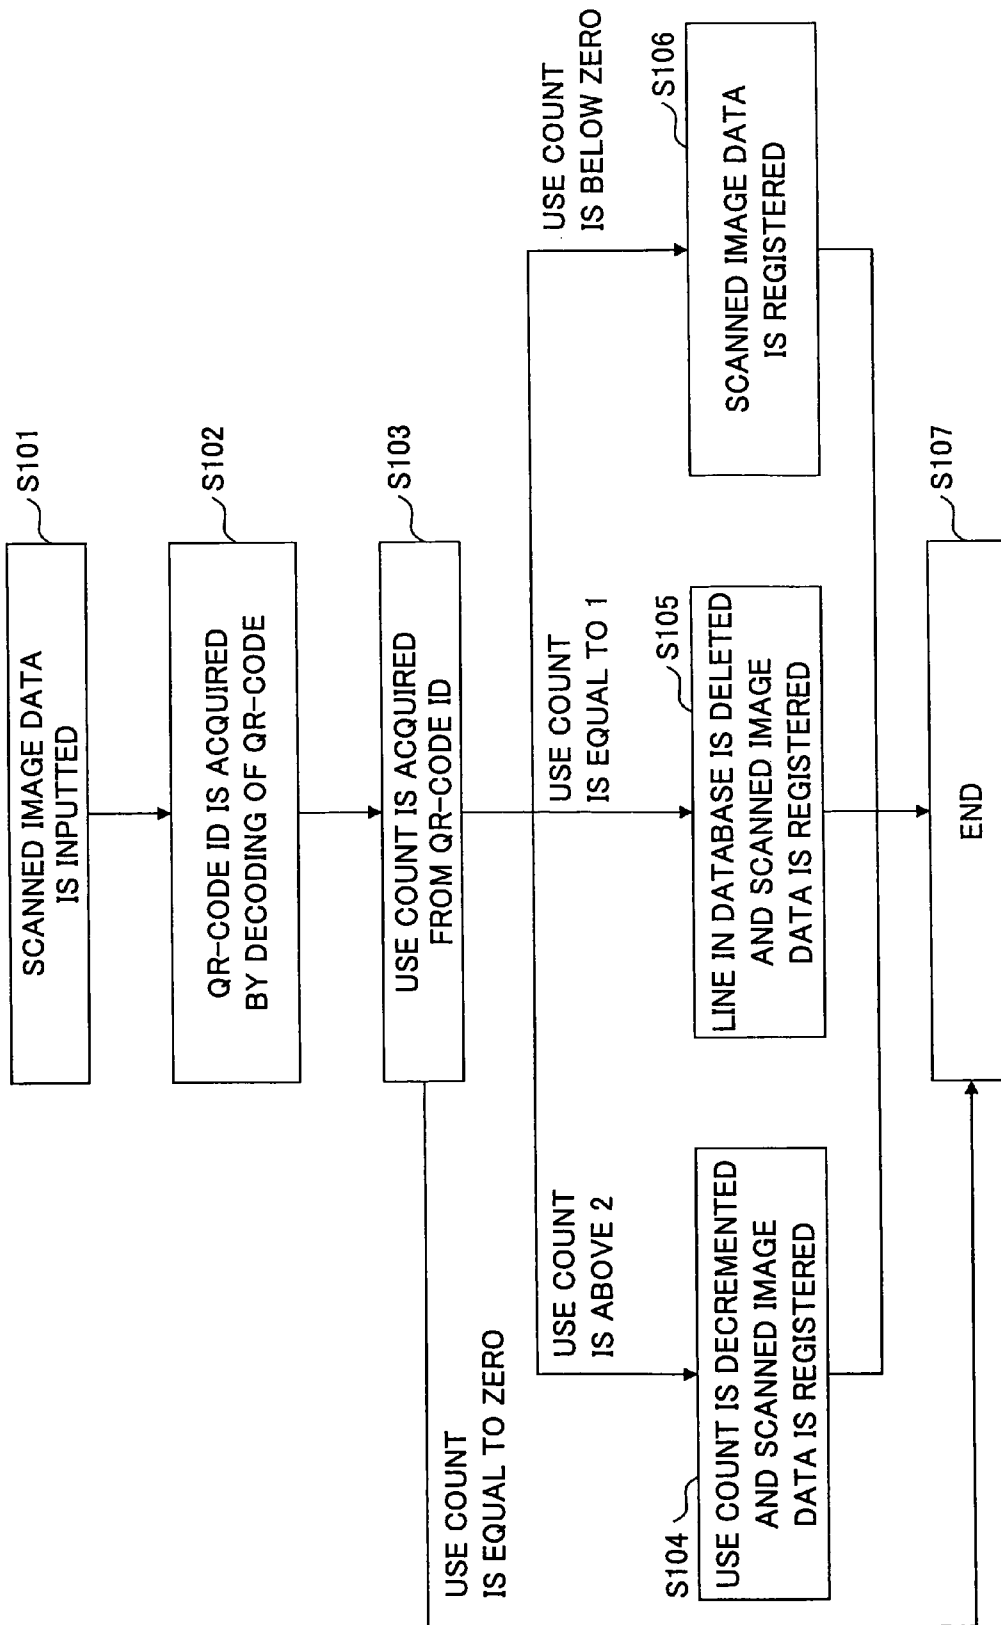 SCANNED IMAGE DATA
IS INPUTTED
S101
QR-CODE ID IS ACQUIRED
BY DECODING OF QR-CODE
S102
USE COUNT IS ACQUIRED
FROM QR-CODE ID
S103
USE COUNT
IS EQUAL TO ZERO
USE COUNT
IS ABOVE 2
USE COUNT
IS EQUAL TO 1
USE COUNT
IS BELOW ZERO
S104
USE COUNT IS DECREMENTED
AND SCANNED IMAGE
DATA IS REGISTERED
S105
LINE IN DATABASE IS DELETED
AND SCANNED IMAGE
DATA IS REGISTERED
S106
SCANNED IMAGE DATA
IS REGISTERED
S107
END